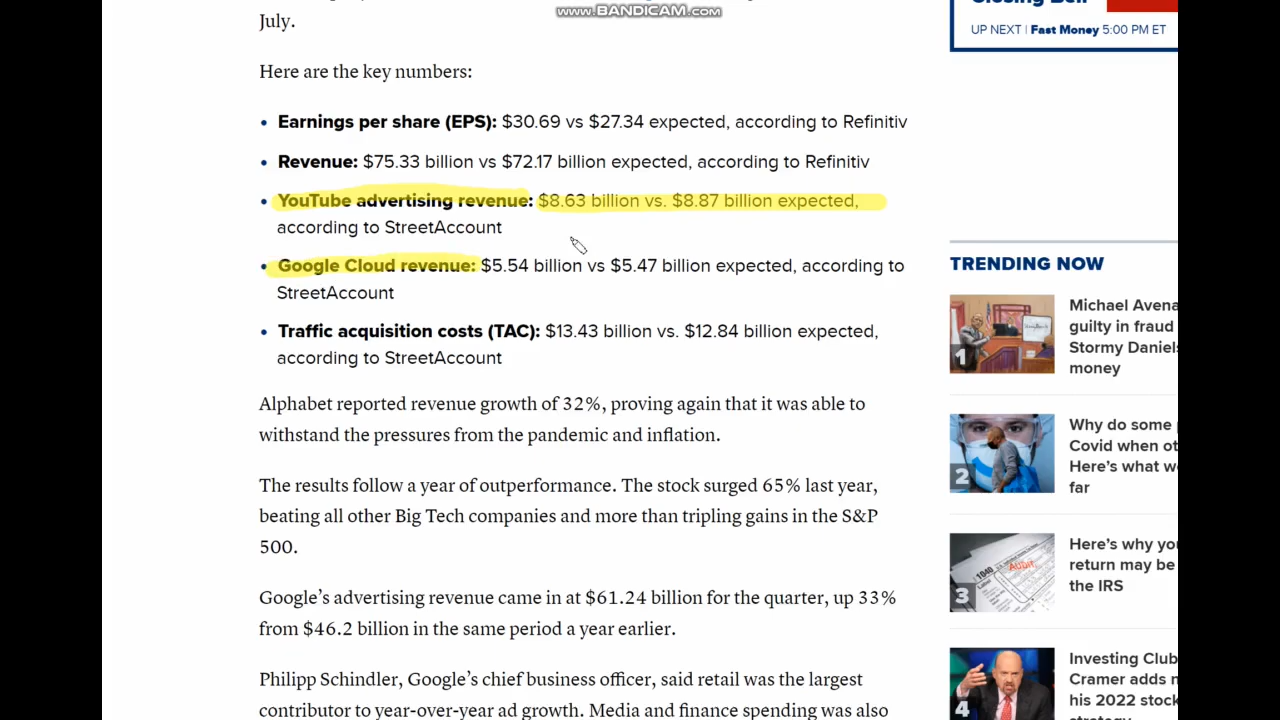 www.BANDICAM.com
July.
Here are the key numbers:
• Earnings per share (EPS): $30.69 vs $27.34 expected, according to Refinitiv
• Revenue: $75.33 billion vs $72.17 billion expected, according to Refinitiv
• YouTube advertising revenue: $8.63 billion vs. $8.87 billion expected,
according to StreetAccount
• Google Cloud revenue: $5.54 billion vs $5.47 billion expected, according to
StreetAccount
• Traffic acquisition costs (TAC): $13.43 billion vs. $12.84 billion expected,
according to StreetAccount
Alphabet reported revenue growth of 32%, proving again that it was able to
withstand the pressures from the pandemic and inflation.
The results follow a year of outperformance. The stock surged 65% last year,
beating all other Big Tech companies and more than tripling gains in the S&P
500.
Google’s advertising revenue came in at $61.24 billion for the quarter, up 33%
from $46.2 billion in the same period a year earlier.
Philipp Schindler, Google’s chief business officer, said retail was the largest
contributor to year-over-year ad growth. Media and finance spending was also
Closing Bell
UP NEXT | Fast Money 5:00 PM ET
TRENDING NOW
1
Michael Avena
guilty in fraud
Stormy Daniels
money
2
Why do some
Covid when ot
Here’s what w
far
3
1040
Audit
Here’s why yo
return may be
the IRS
4
Investing Club
Cramer adds n
his 2022 stock